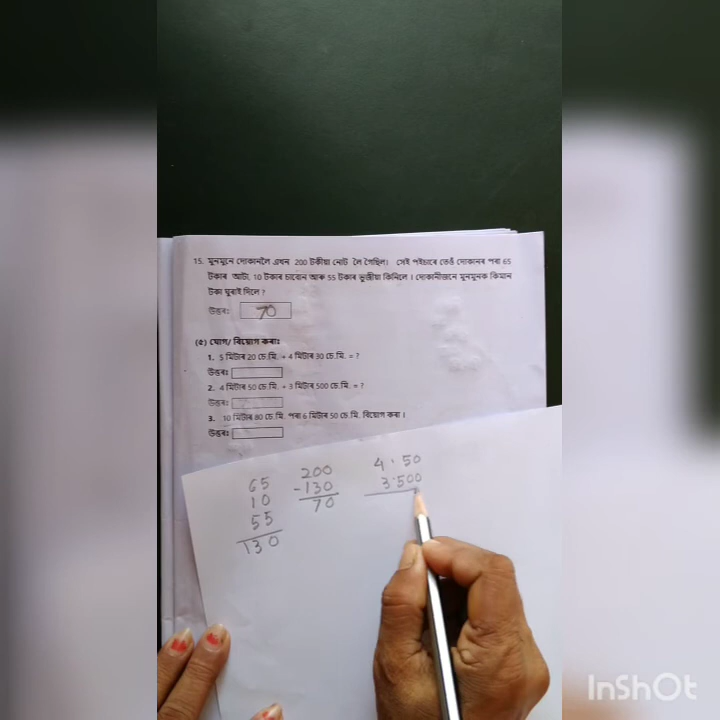 15. মুনমুনে দোকানলৈ এখন 200 টকীয়া নোট লৈ গৈছিল। সেই পইচাৰে তেওঁ দোকানৰ পৰা 65
টকাৰ আটা, 10 টকাৰ চাবোন আৰু 55 টকাৰ ভুজীয়া কিনিলে। দোকানীজনে মুনমুনক কিমান
টকা ঘুৰাই দিলে ?
উত্তৰঃ 70
(৫) যোগ/ বিয়োগ কৰাঃ
1. 5 মিটাৰ 20 চে.মি. + 4 মিটাৰ 30 চে.মি. = ?
উত্তৰঃ
2. 4 মিটাৰ 50 চে.মি. + 3 মিটাৰ 500 চে.মি. = ?
উত্তৰঃ
3. 10 মিটাৰ 80 চে.মি. পৰা 6 মিটাৰ 50 চে.মি. বিয়োগ কৰা।
উত্তৰঃ
65
10
55
130
200
-130
70
4.50
3.500
InShOt